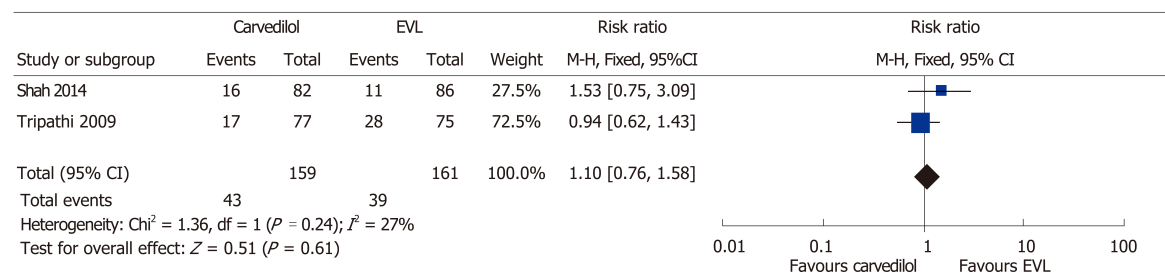 Carvedilol EVL Risk ratio Risk ratio
Study or subgroup Events Total Events Total Weight M-H, Fixed, 95%CI M-H, Fixed, 95% CI
Shah 2014 16 82 11 86 27.5% 1.53 [0.75, 3.09]
Tripathi 2009 17 77 28 75 72.5% 0.94 [0.62, 1.43]
Total (95% CI) 159 161 100.0% 1.10 [0.76, 1.58]
Total events 43 39
Heterogeneity: Chi² = 1.36, df = 1 (P = 0.24); I² = 27%
Test for overall effect: Z = 0.51 (P = 0.61)
0.01 0.1 1 10 100
Favours carvedilol Favours EVL